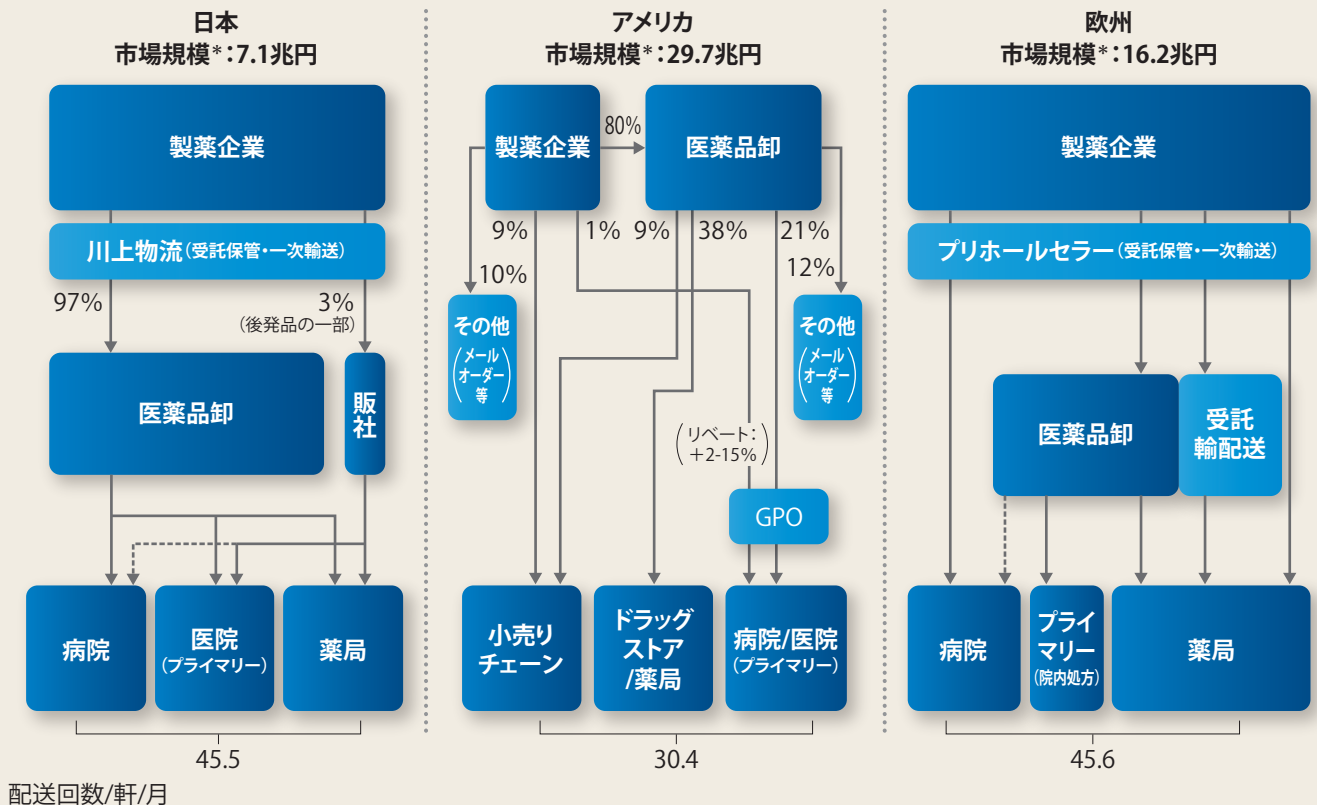 日本
市場規模*：7.1兆円
製薬企業
川上物流(受託保管・一次輸送)
97%
3%
(後発品の一部)
医薬品卸
販
社
病院
医院
(プライマリー)
薬局
45.5
配送回数/軒/月
アメリカ
市場規模*：29.7兆円
製薬企業
80%
医薬品卸
9%
1%
9%
38%
21%
10%
12%
その他
(メール
オーダー
等)
その他
(メール
オーダー
等)
(リベート：
＋2-15%)
GPO
小売り
チェーン
ドラッグ
ストア
/薬局
病院/医院
(プライマリー)
30.4
欧州
市場規模*：16.2兆円
製薬企業
プリホールセラー(受託保管・一次輸送)
医薬品卸
受託
輸配送
病院
プライ
マリー
(院内処方)
薬局
45.6